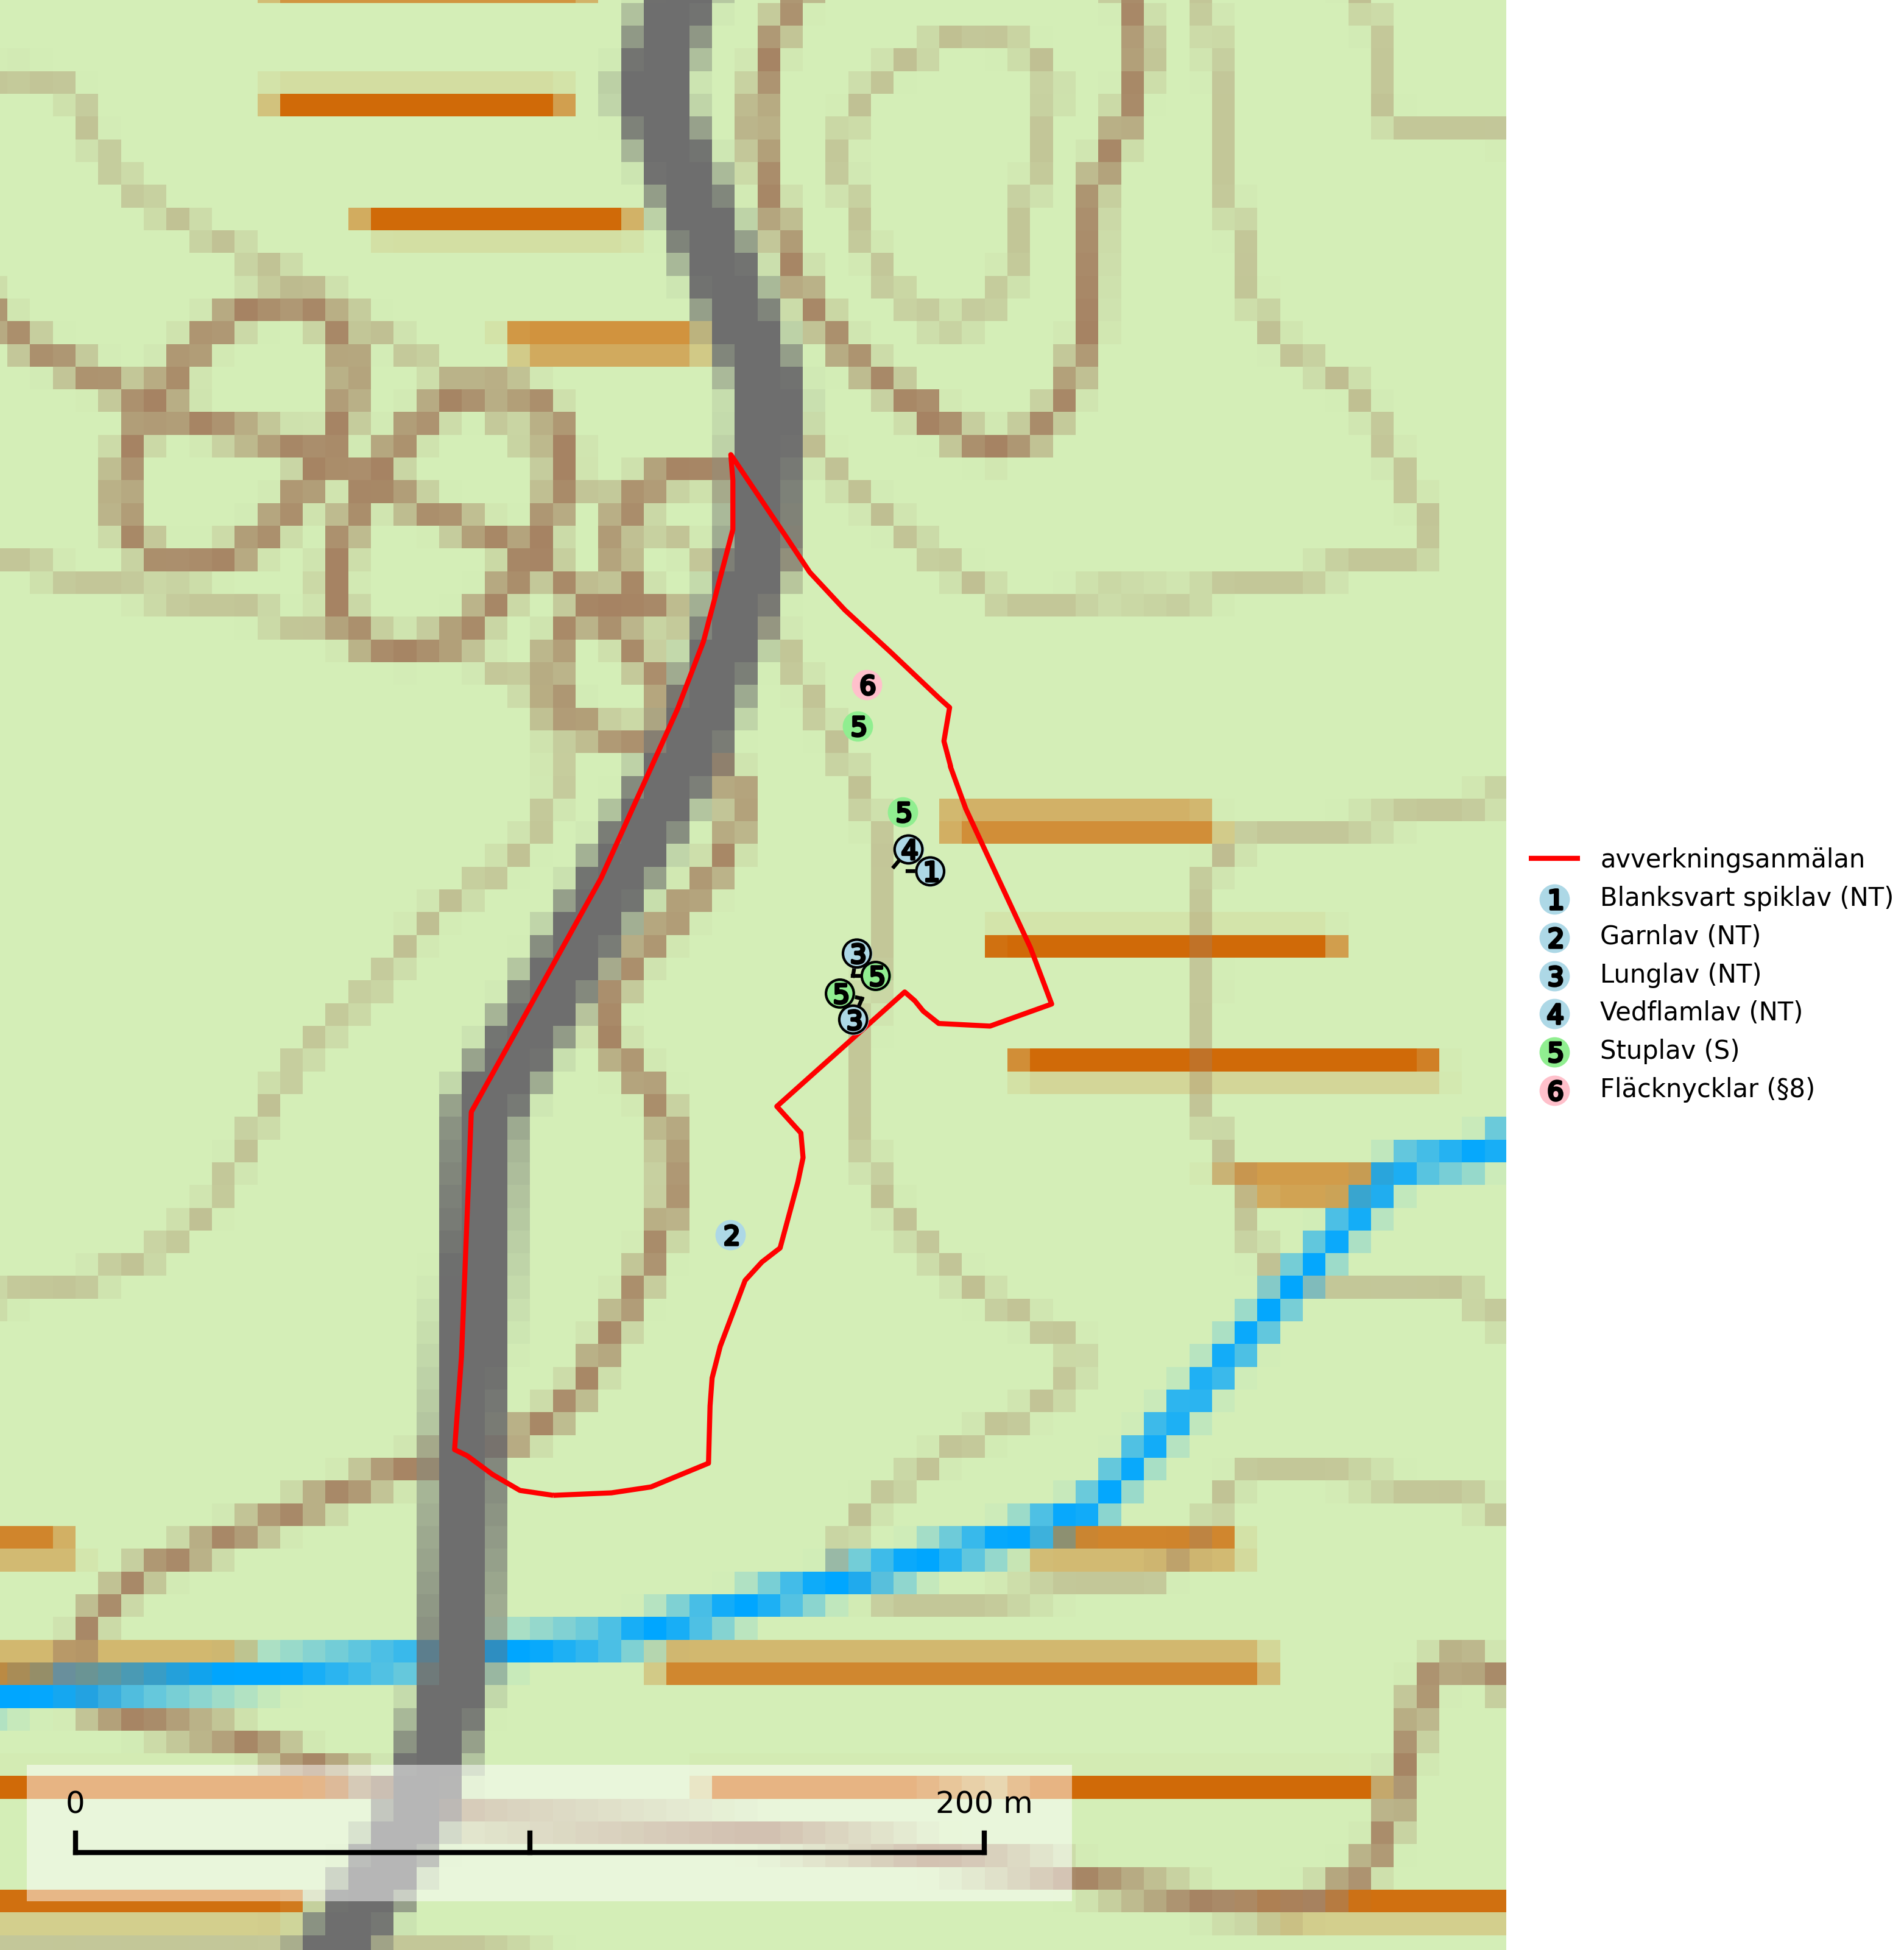 6
5
5
4
1
3
5
5
3
2
avverkningsanmälan
1 Blanksvart spiklav (NT)
2 Garnlav (NT)
3 Lunglav (NT)
4 Vedflamlav (NT)
5 Stuplav (S)
6 Fläcknycklar (§8)
0 200 m